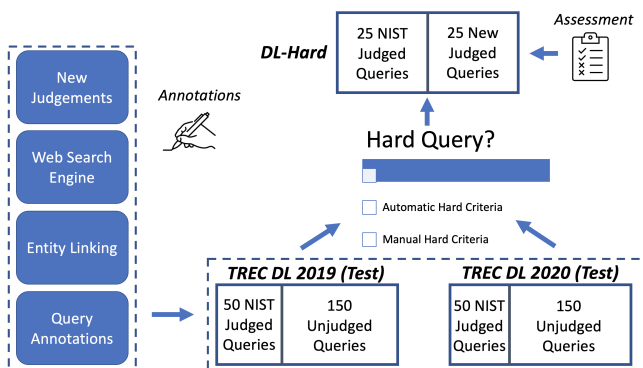 New
Judgements
Web Search
Engine
Entity Linking
Query
Annotations
Annotations
DL-Hard
25 NIST
Judged
Queries
25 New
Judged
Queries
Assessment
Hard Query?
Automatic Hard Criteria
Manual Hard Criteria
TREC DL 2019 (Test)
50 NIST
Judged
Queries
150
Unjudged
Queries
TREC DL 2020 (Test)
50 NIST
Judged
Queries
150
Unjudged
Queries